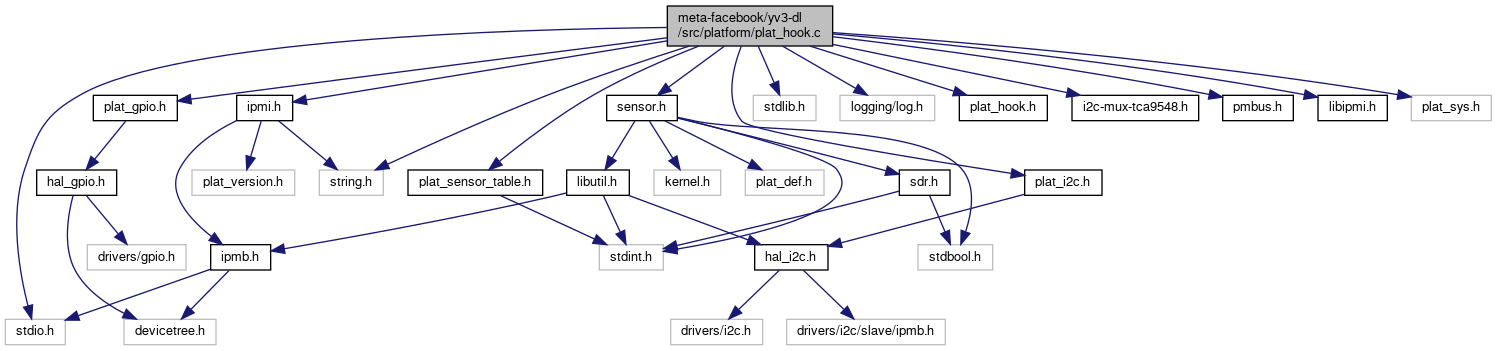 meta-facebook/yv3-dl
/src/platform/plat_hook.c
plat_gpio.h
ipmi.h
sensor.h
stdlib.h
logging/log.h
plat_hook.h
i2c-mux-tca9548.h
pmbus.h
libipmi.h
plat_sys.h
hal_gpio.h
plat_version.h
string.h
plat_sensor_table.h
libutil.h
kernel.h
plat_def.h
sdr.h
plat_i2c.h
drivers/gpio.h
ipmb.h
stdint.h
hal_i2c.h
stdbool.h
stdio.h
devicetree.h
drivers/i2c.h
drivers/i2c/slave/ipmb.h